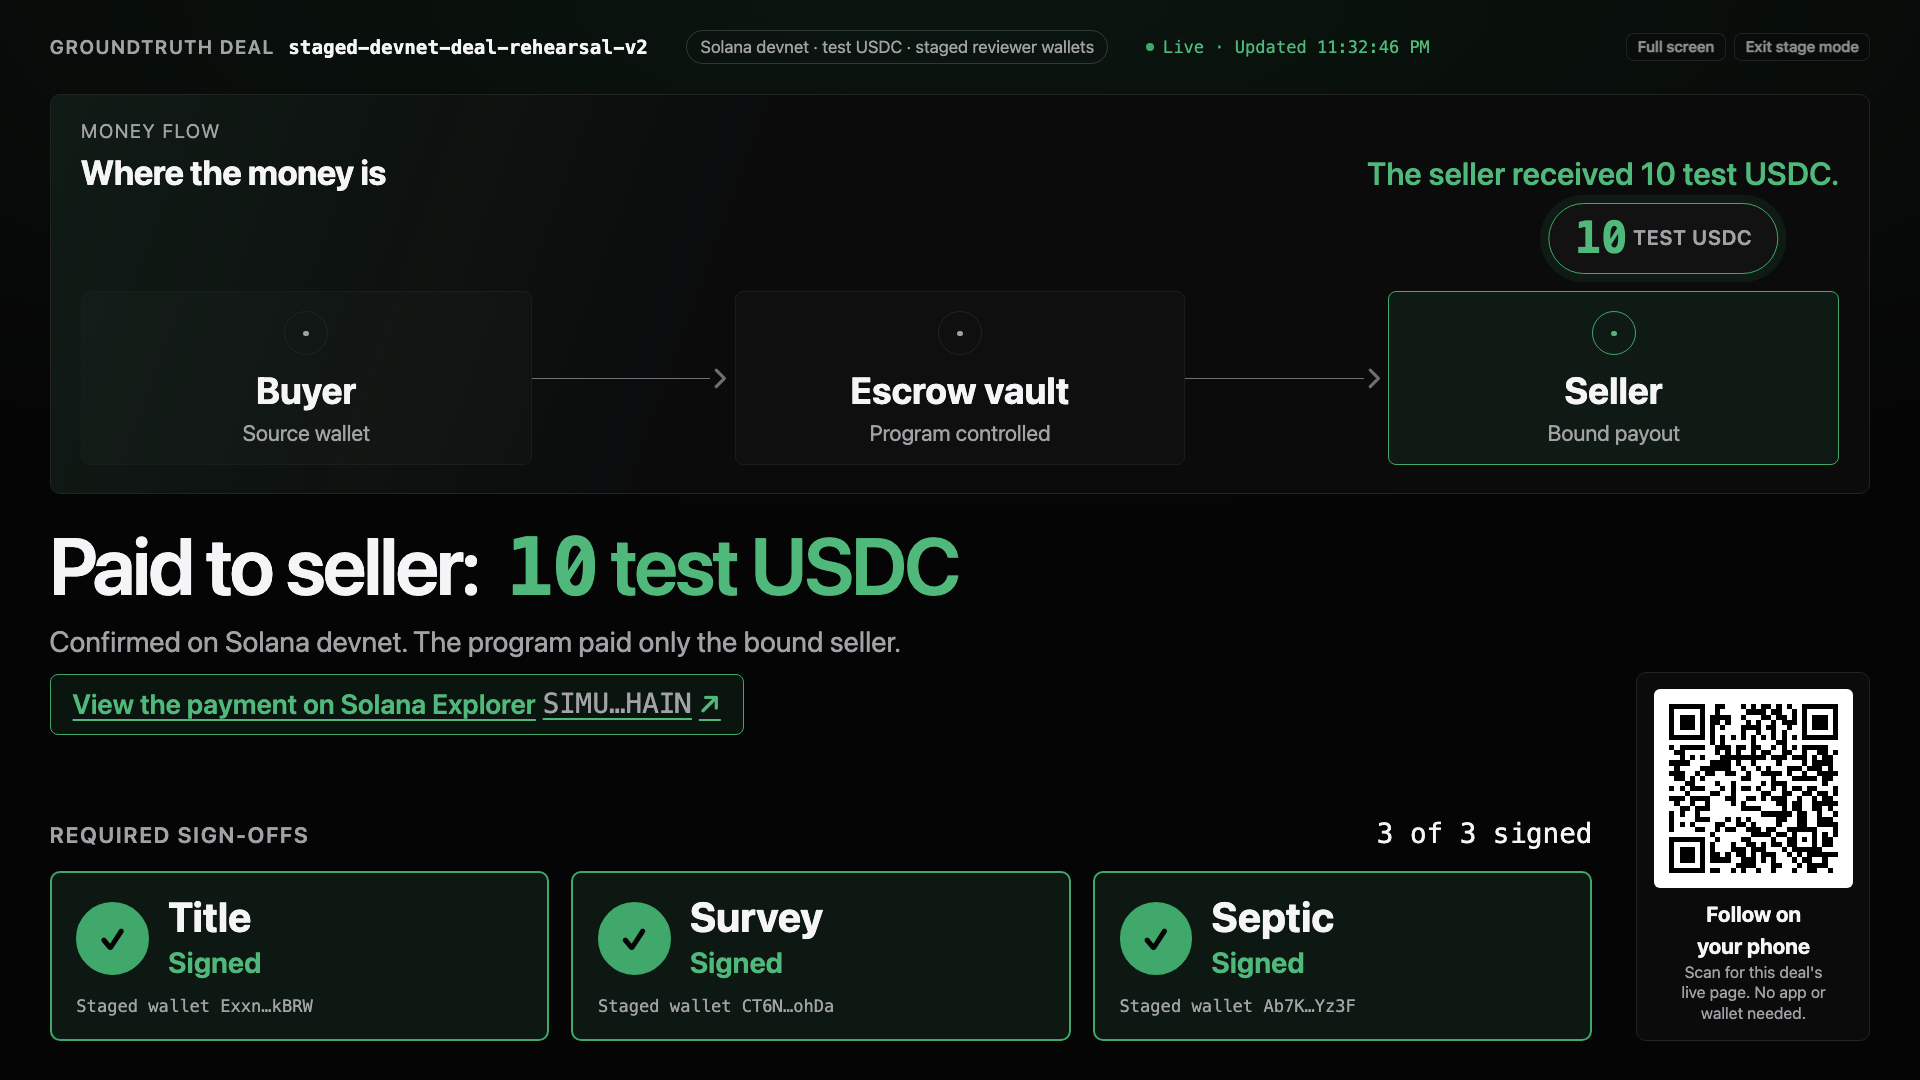 GROUNDTRUTH DEAL staged-devnet-deal-rehearsal-v2
Solana devnet · test USDC · staged reviewer wallets
Live · Updated 11:32:46 PM
Full screen
Exit stage mode
MONEY FLOW
Where the money is
The seller received 10 test USDC.
10 TEST USDC
Buyer
Source wallet
Escrow vault
Program controlled
Seller
Bound payout
Paid to seller: 10 test USDC
Confirmed on Solana devnet. The program paid only the bound seller.
View the payment on Solana Explorer SIMU…HAIN ↗
REQUIRED SIGN-OFFS
3 of 3 signed
Title
Signed
Staged wallet Exxn…kBRW
Survey
Signed
Staged wallet CT6N…ohDa
Septic
Signed
Staged wallet Ab7K…Yz3F
Follow on
your phone
Scan for this deal's
live page. No app or
wallet needed.